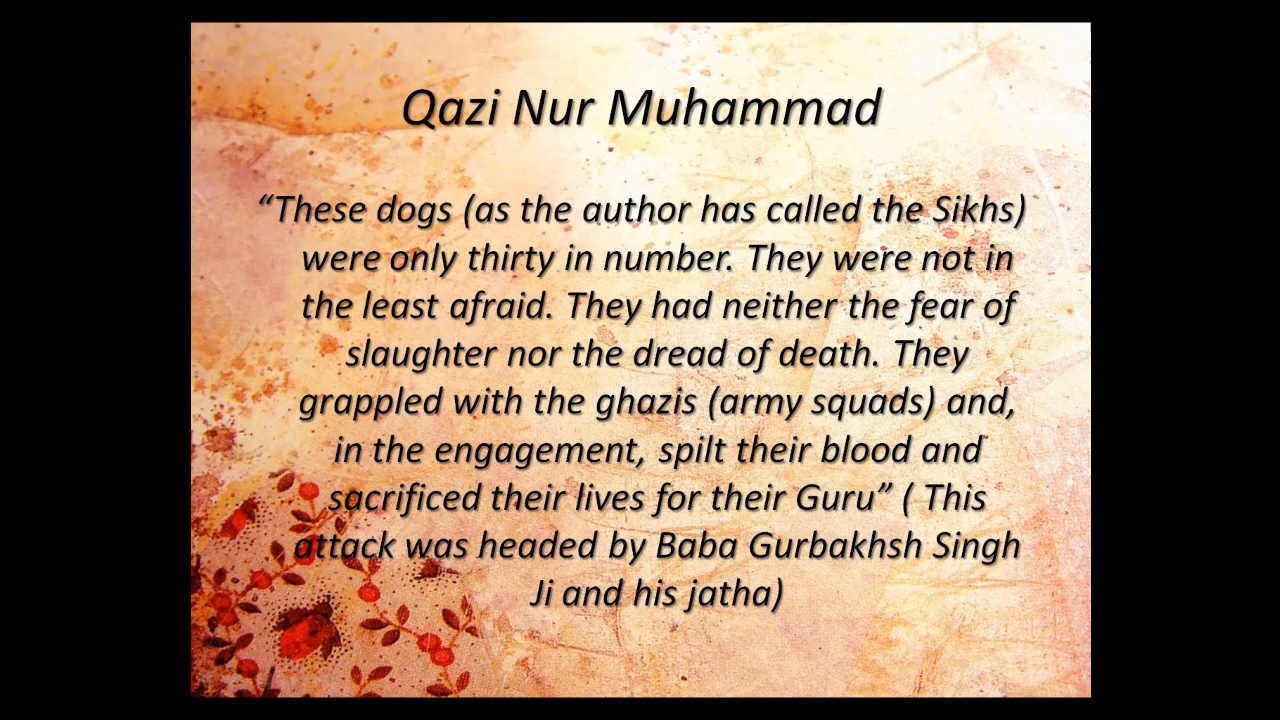 Qazi Nur Muhammad
“These dogs (as the author has called the Sikhs)
were only thirty in number. They were not in
the least afraid. They had neither the fear of
slaughter nor the dread of death. They
grappled with the ghazis (army squads) and,
in the engagement, spilt their blood and
sacrificed their lives for their Guru” ( This
attack was headed by Baba Gurbakhsh Singh
Ji and his jatha)